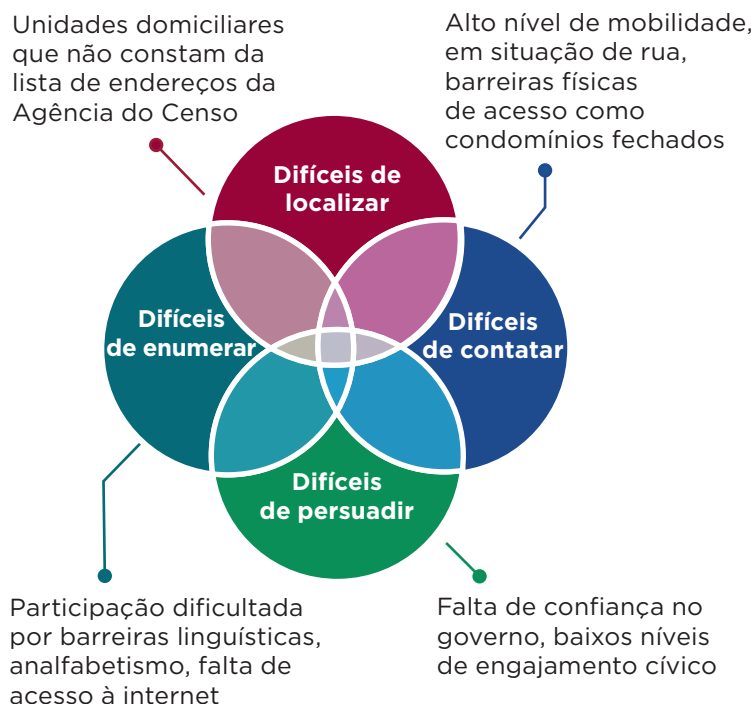 Unidades domiciliares
que não constam da
lista de endereços da
Agência do Censo
Alto nível de mobilidade,
em situação de rua,
barreiras físicas
de acesso como
condomínios fechados
Difíceis de
localizar
Difíceis
de enumerar
Difíceis
de contatar
Difíceis
de persuadir
Participação dificultada
por barreiras linguísticas,
analfabetismo, falta de
acesso à internet
Falta de confiança no
governo, baixos níveis
de engajamento cívico